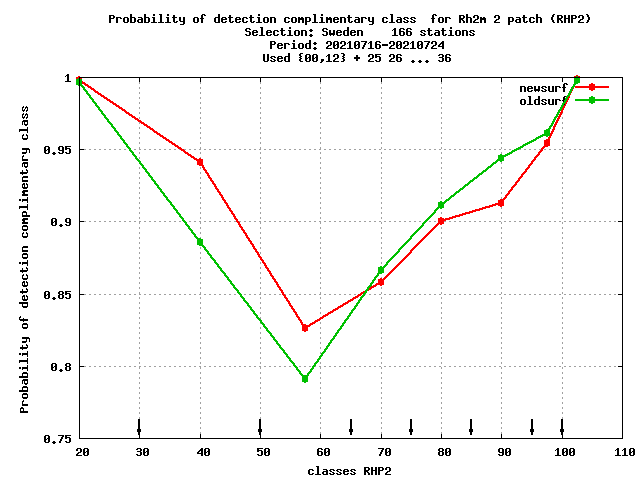 Probability of detection complimentary class  for Rh2m 2 patch (RHP2)
Selection: Sweden    166 stations
Period: 20210716-20210724
Used {00,12} + 25 26 ... 36
newsurf
oldsurf
Probability of detection complimentary class
1
0.95
0.9
0.85
0.8
0.75
20 30 40 50 60 70 80 90 100 110
classes RHP2